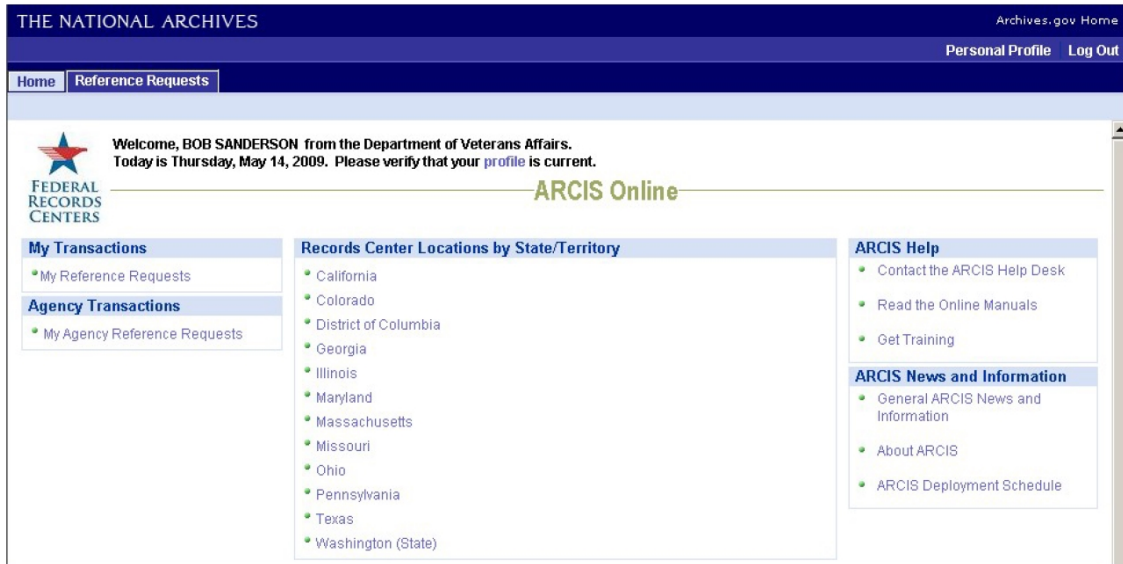 THE NATIONAL ARCHIVES
Archives.gov Home
Personal Profile Log Out
Home Reference Requests
FEDERAL
RECORDS
CENTERS
Welcome, BOB SANDERSON from the Department of Veterans Affairs.
Today is Thursday, May 14, 2009. Please verify that your profile is current.
ARCIS Online
My Transactions
My Reference Requests
Agency Transactions
My Agency Reference Requests
Records Center Locations by State/Territory
California
Colorado
District of Columbia
Georgia
Illinois
Maryland
Massachusetts
Missouri
Ohio
Pennsylvania
Texas
Washington (State)
ARCIS Help
Contact the ARCIS Help Desk
Read the Online Manuals
Get Training
ARCIS News and Information
General ARCIS News and
Information
About ARCIS
ARCIS Deployment Schedule